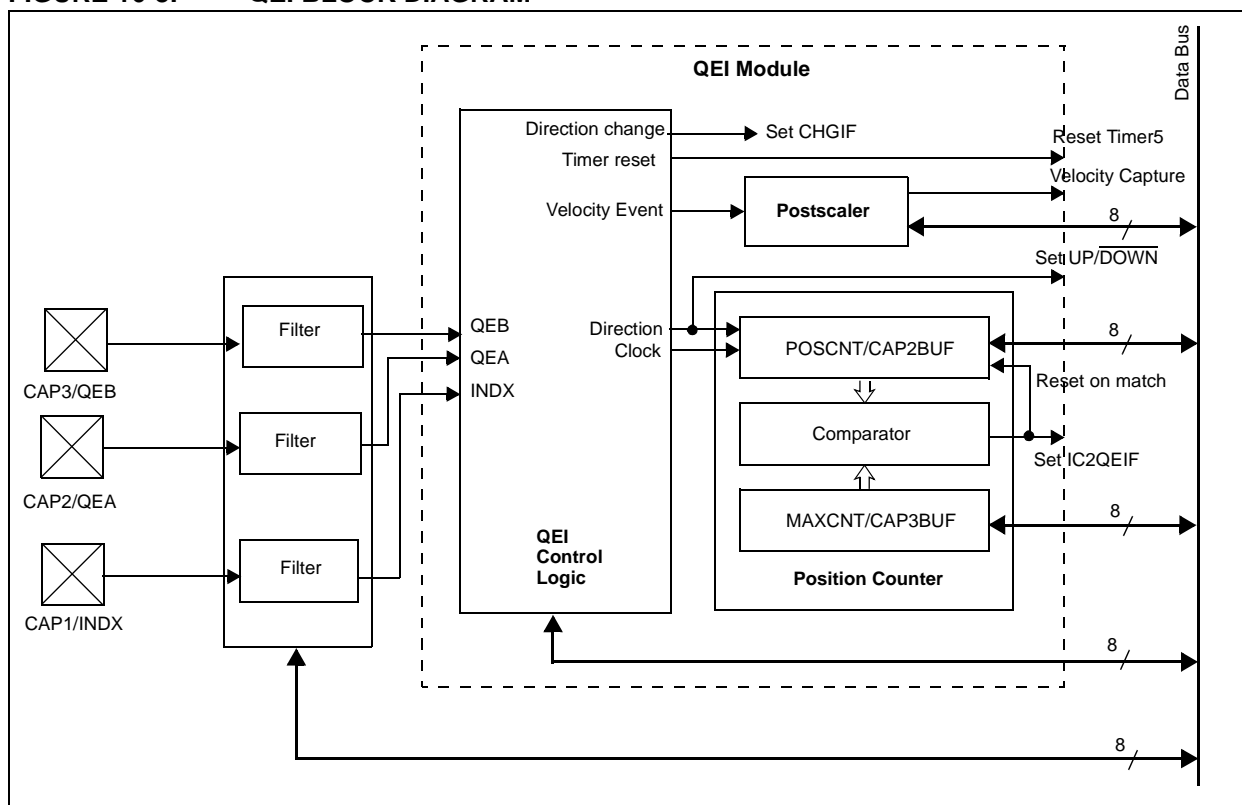 QEI Module
Data Bus
Direction change
Set CHGIF
Timer reset
Reset Timer5
Velocity Capture
Velocity Event
Postscaler
8
Set UP/DOWN
Filter
QEB
Direction
QEA
Clock
POSCNT/CAP2BUF
8
CAP3/QEB
INDX
Reset on match
Filter
Comparator
Set IC2QEIF
CAP2/QEA
MAXCNT/CAP3BUF
8
QEI
Control
Logic
Filter
Position Counter
CAP1/INDX
8
8